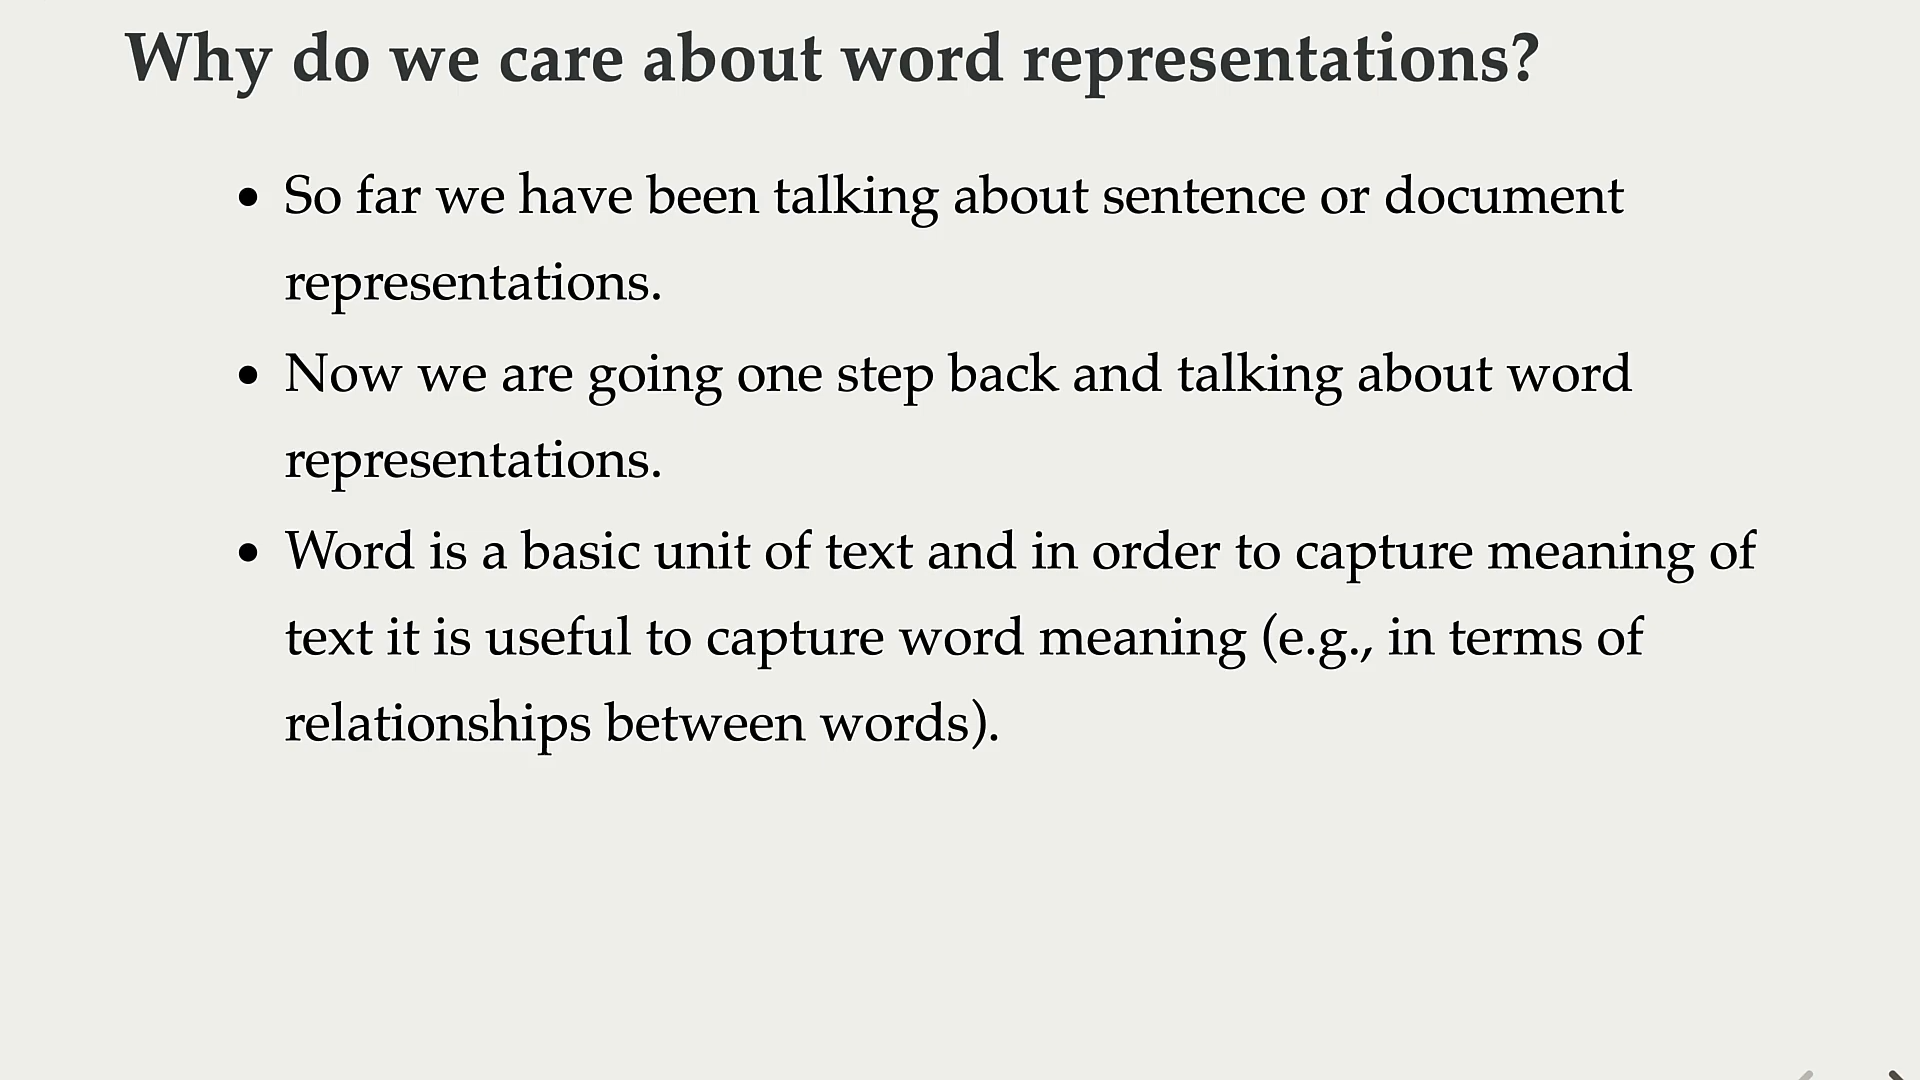 Why do we care about word representations?
• So far we have been talking about sentence or document
representations.
• Now we are going one step back and talking about word
representations.
• Word is a basic unit of text and in order to capture meaning of
text it is useful to capture word meaning (e.g., in terms of
relationships between words).